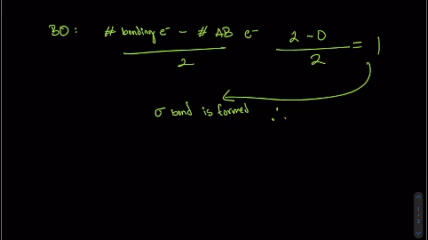 BO: # bonding e⁻ - # AB e⁻ / 2 2 - 0 / 2 = 1
σ bond is formed ∴